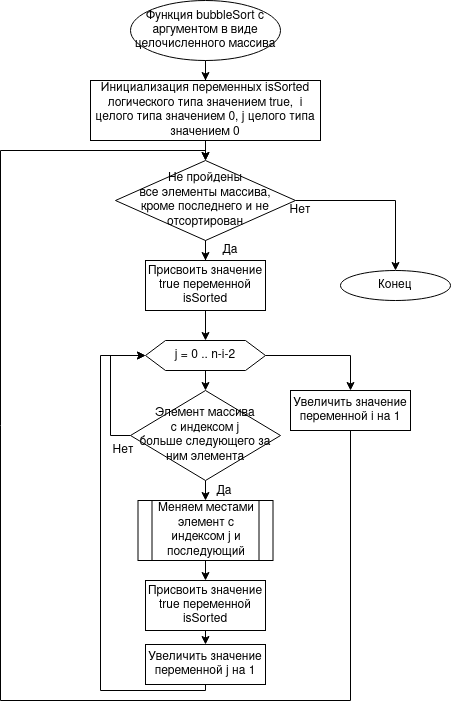 Функция bubbleSort с
аргументом в виде
целочисленного массива
Инициализация переменных isSorted
логического типа значением true, i
целого типа значением 0, j целого типа
значением 0
Не пройдены
все элементы массива,
кроме последнего и не
отсортирован
Нет
Да
Конец
Присвоить значение
true переменной
isSorted
j = 0 .. n-i-2
Увеличить значение
переменной i на 1
Элемент массива
с индексом j
больше следующего за
ним элемента
Нет
Да
Меняем местами
элемент с
индексом j и
последующий
Присвоить значение
true переменной
isSorted
Увеличить значение
переменной j на 1